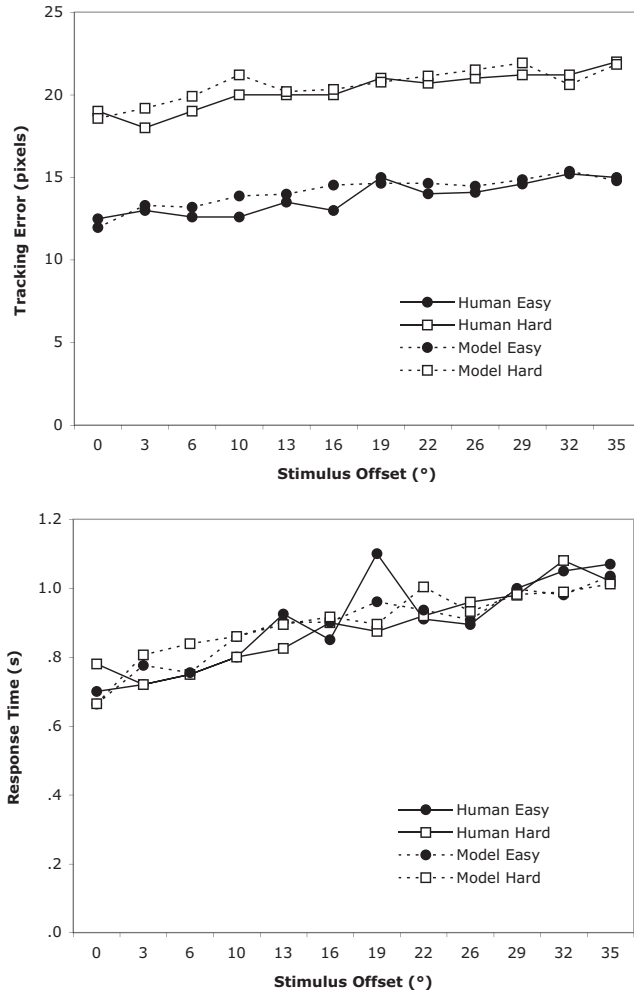 25
20
15
10
5
0
Tracking Error (pixels)
Human Easy
Human Hard
Model Easy
Model Hard
0 3 6 10 13 16 19 22 26 29 32 35
Stimulus Offset (°)
1.2
1.0
.8
.6
.4
.2
.0
Response Time (s)
Human Easy
Human Hard
Model Easy
Model Hard
0 3 6 10 13 16 19 22 26 29 32 35
Stimulus Offset (°)